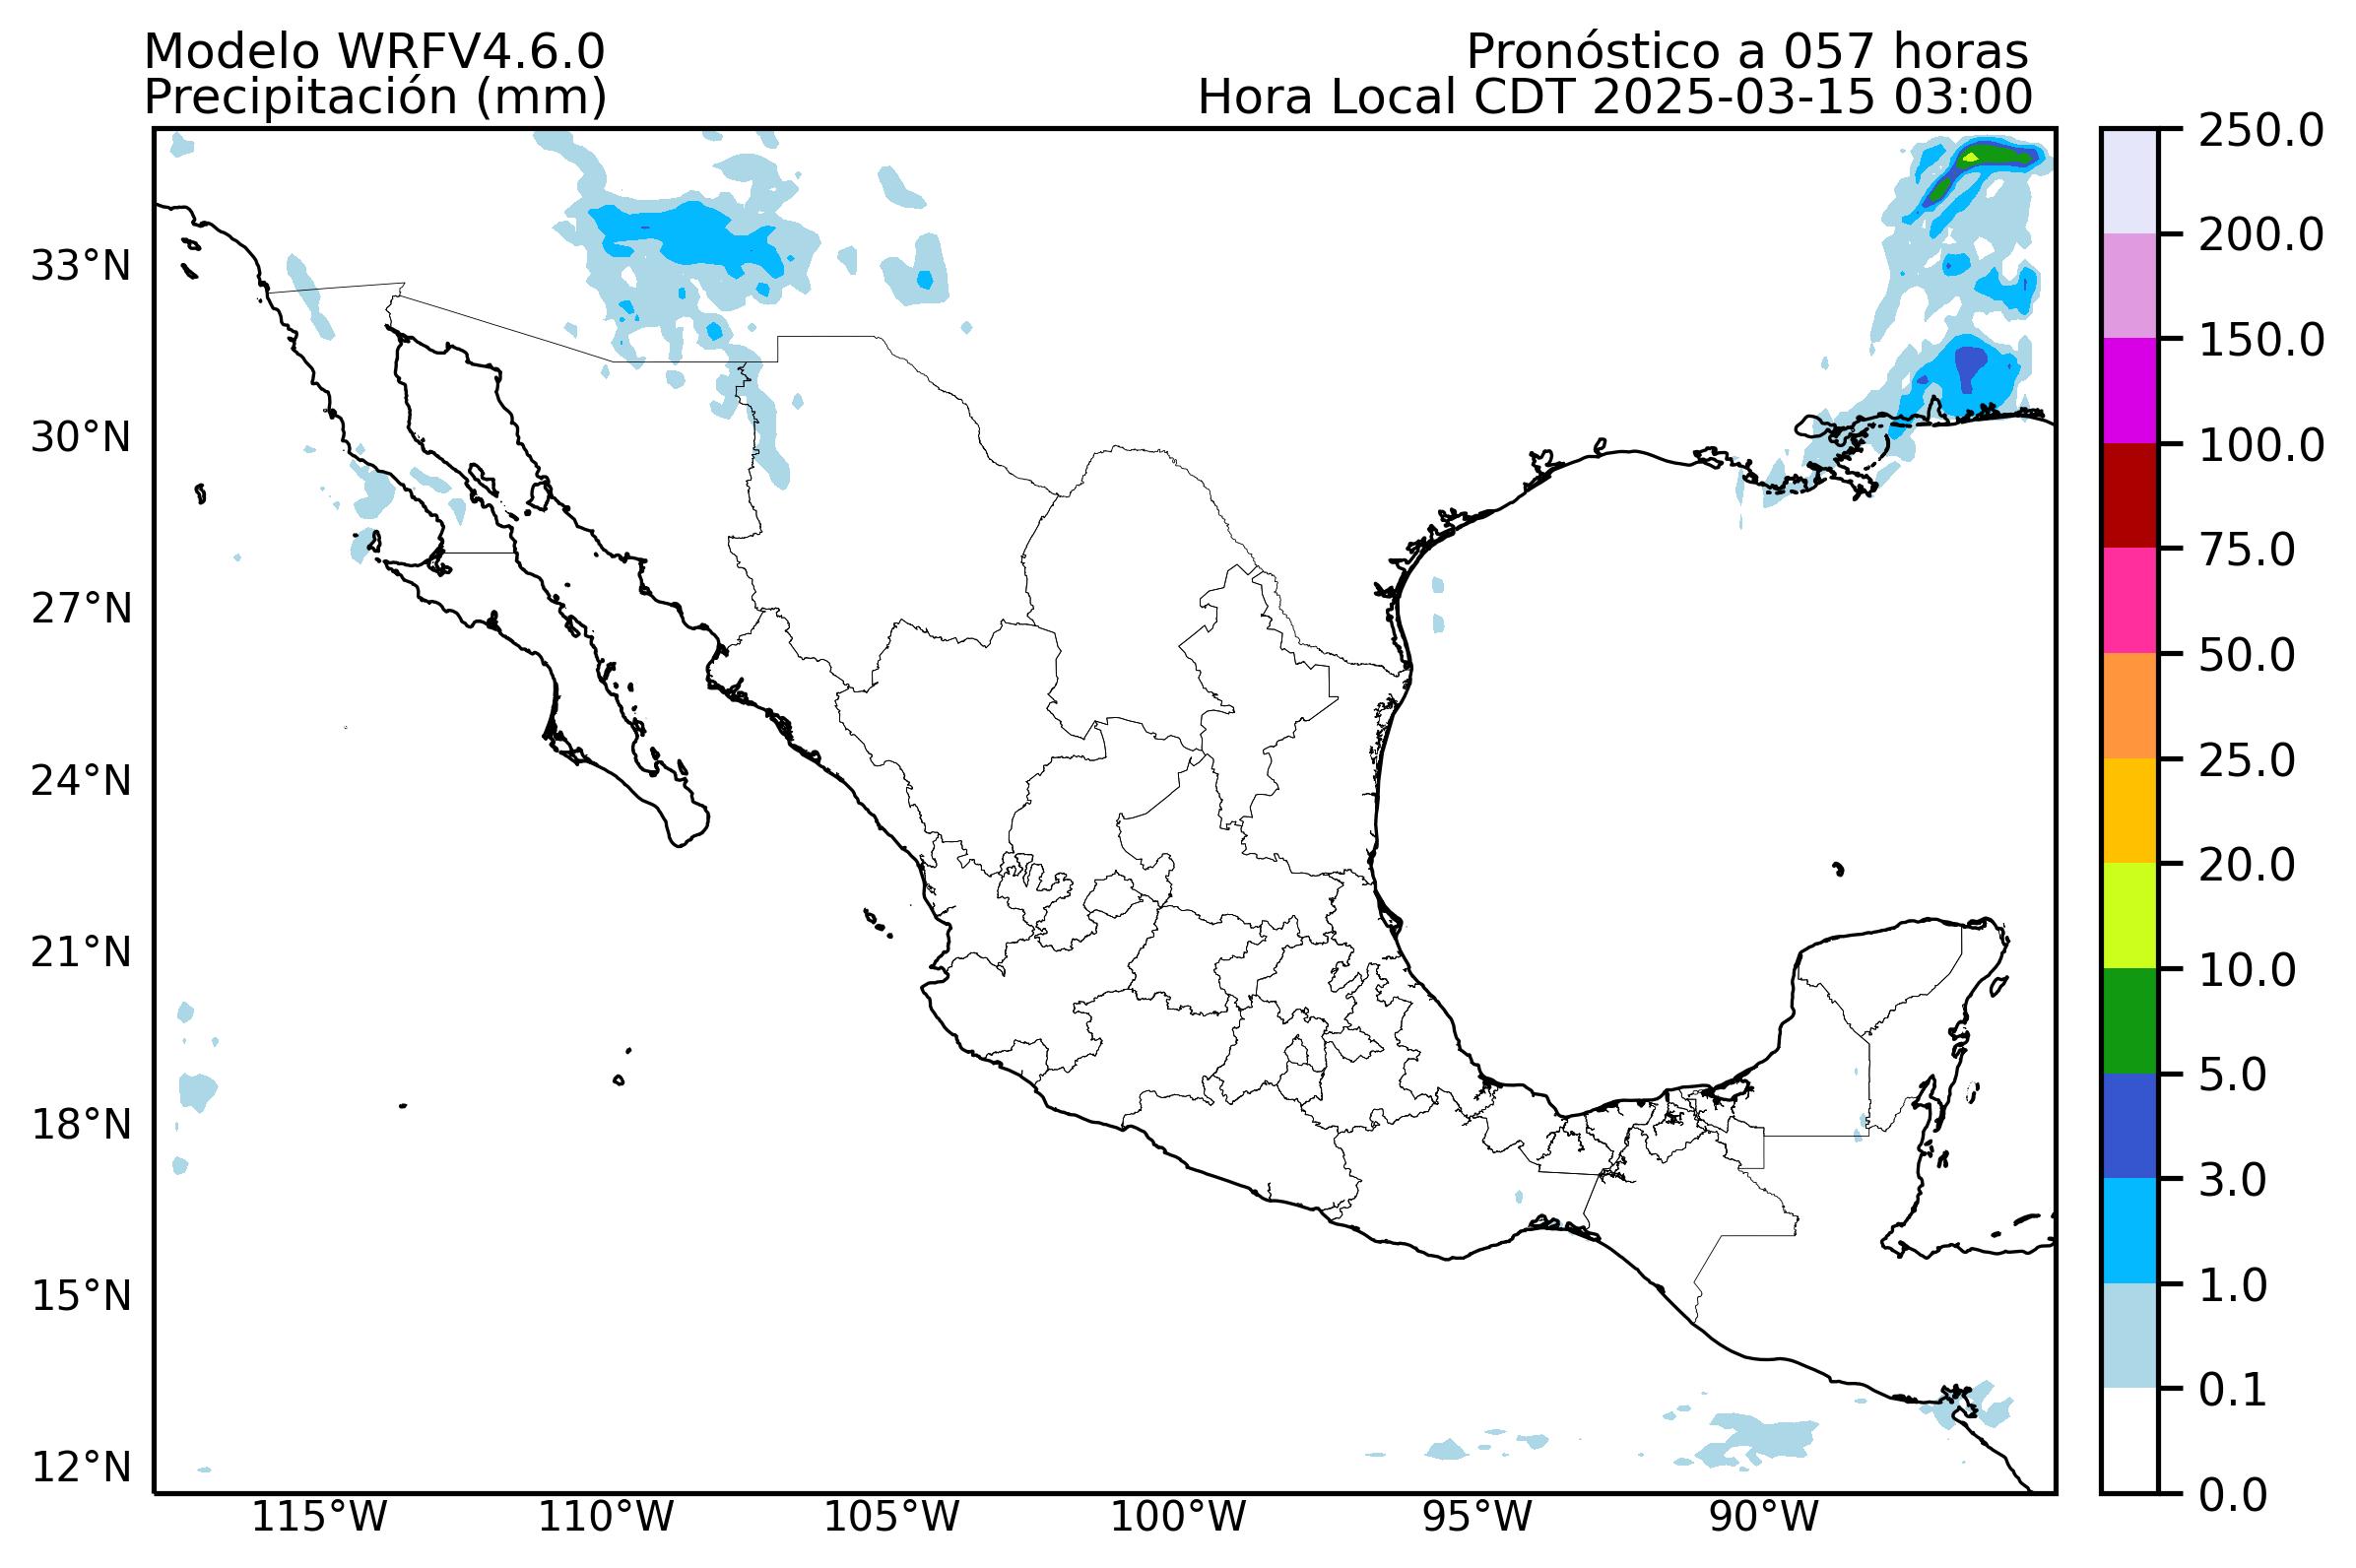 Modelo WRFV4.6.0
Precipitación (mm)
Pronóstico a 057 horas
Hora Local CDT 2025-03-15 03:00
33°N
30°N
27°N
24°N
21°N
18°N
15°N
12°N
115°W
110°W
105°W
100°W
95°W
90°W
250.0
200.0
150.0
100.0
75.0
50.0
25.0
20.0
10.0
5.0
3.0
1.0
0.1
0.0